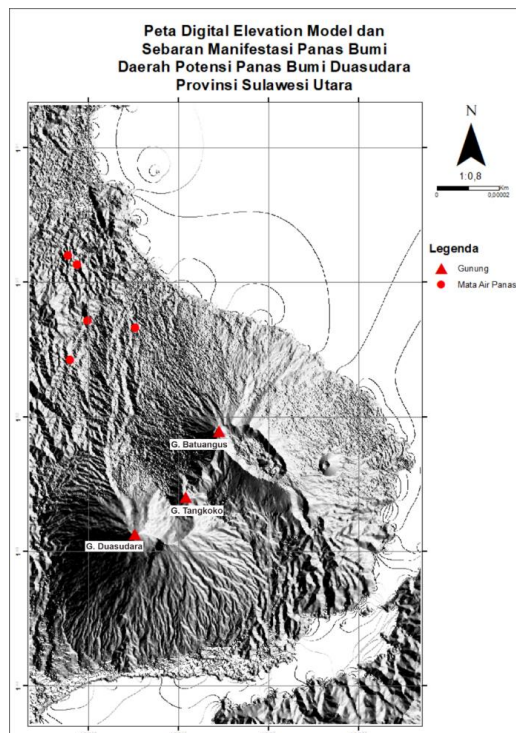 Peta Digital Elevation Model dan
Sebaran Manifestasi Panas Bumi
Daerah Potensi Panas Bumi Duasudara
Provinsi Sulawesi Utara
N
1:0,8
Km
0 0,00002
Legenda
Gunung
Mata Air Panas
G. Batuangus
G. Tangkoko
G. Duasudara